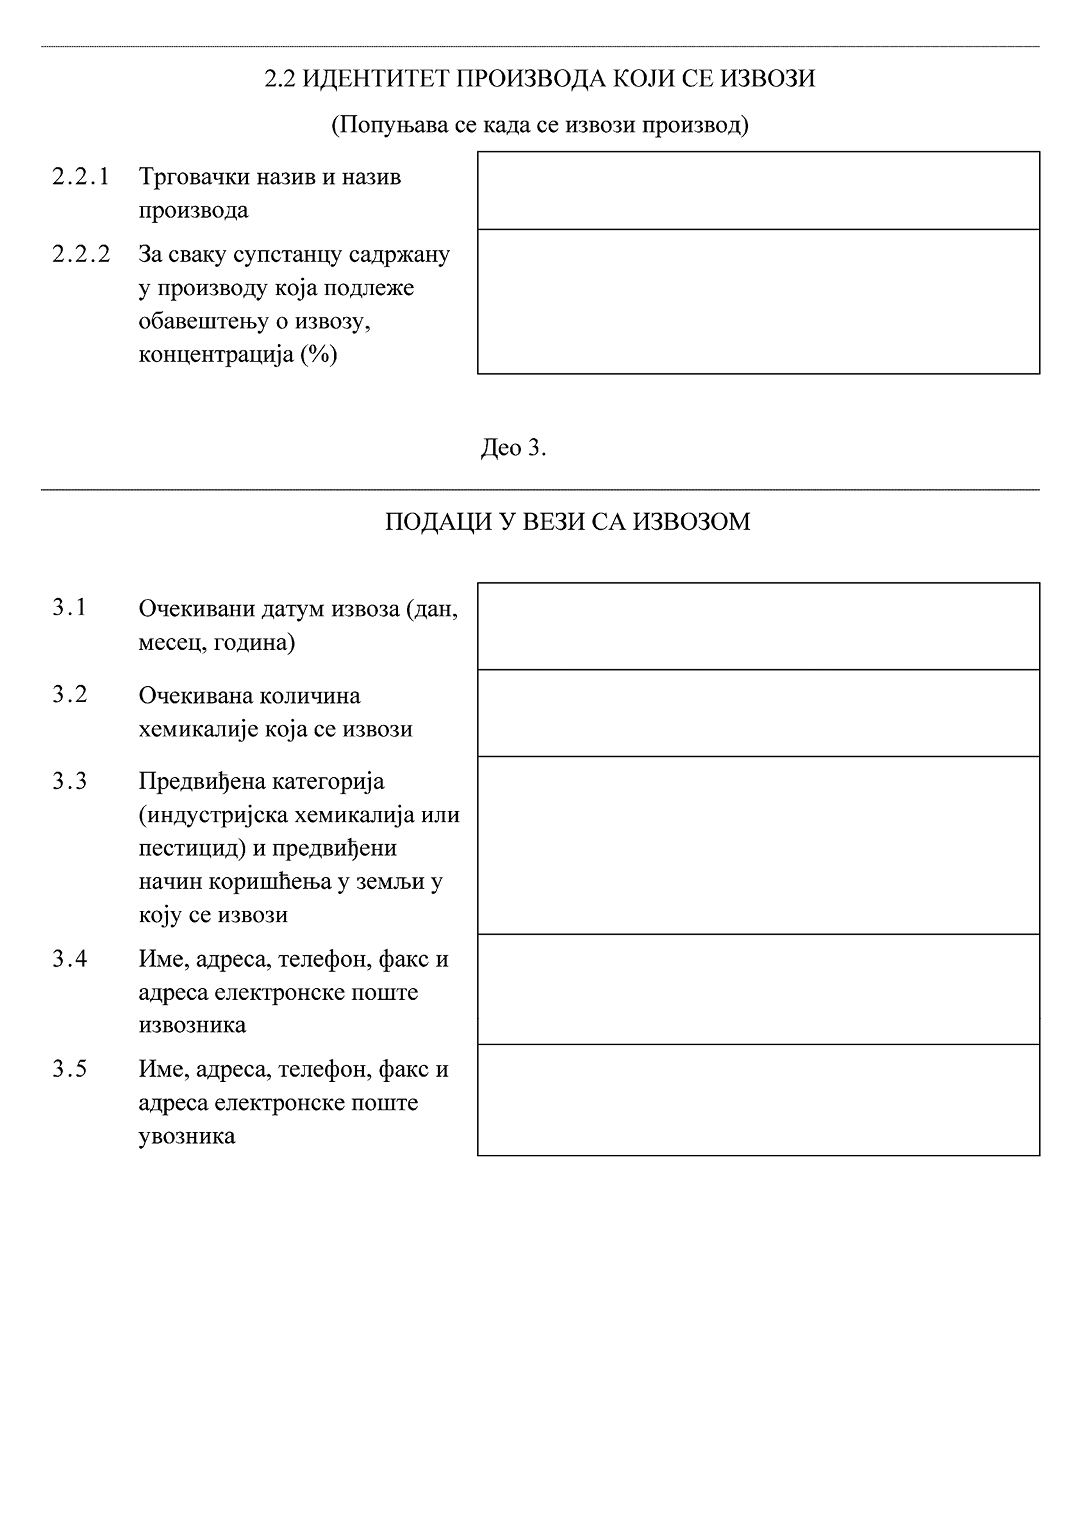 2.2 ИДЕНТИТЕТ ПРОИЗВОДА КОЈИ СЕ ИЗВОЗИ
(Попуњава се када се извози производ)
2.2.1 Трговачки назив и назив
производа
2.2.2 За сваку супстанцу садржану
у производу која подлеже
обавештењу о извозу,
концентрација (%)
Део 3.
ПОДАЦИ У ВЕЗИ СА ИЗВОЗОМ
3.1 Очекивани датум извоза (дан,
месец, година)
3.2 Очекивана количина
хемикалије која се извози
3.3 Предвиђена категорија
(индустријска хемикалија или
пестицид) и предвиђени
начин коришћења у земљи у
коју се извози
3.4 Име, адреса, телефон, факс и
адреса електронске поште
извозника
3.5 Име, адреса, телефон, факс и
адреса електронске поште
увозника